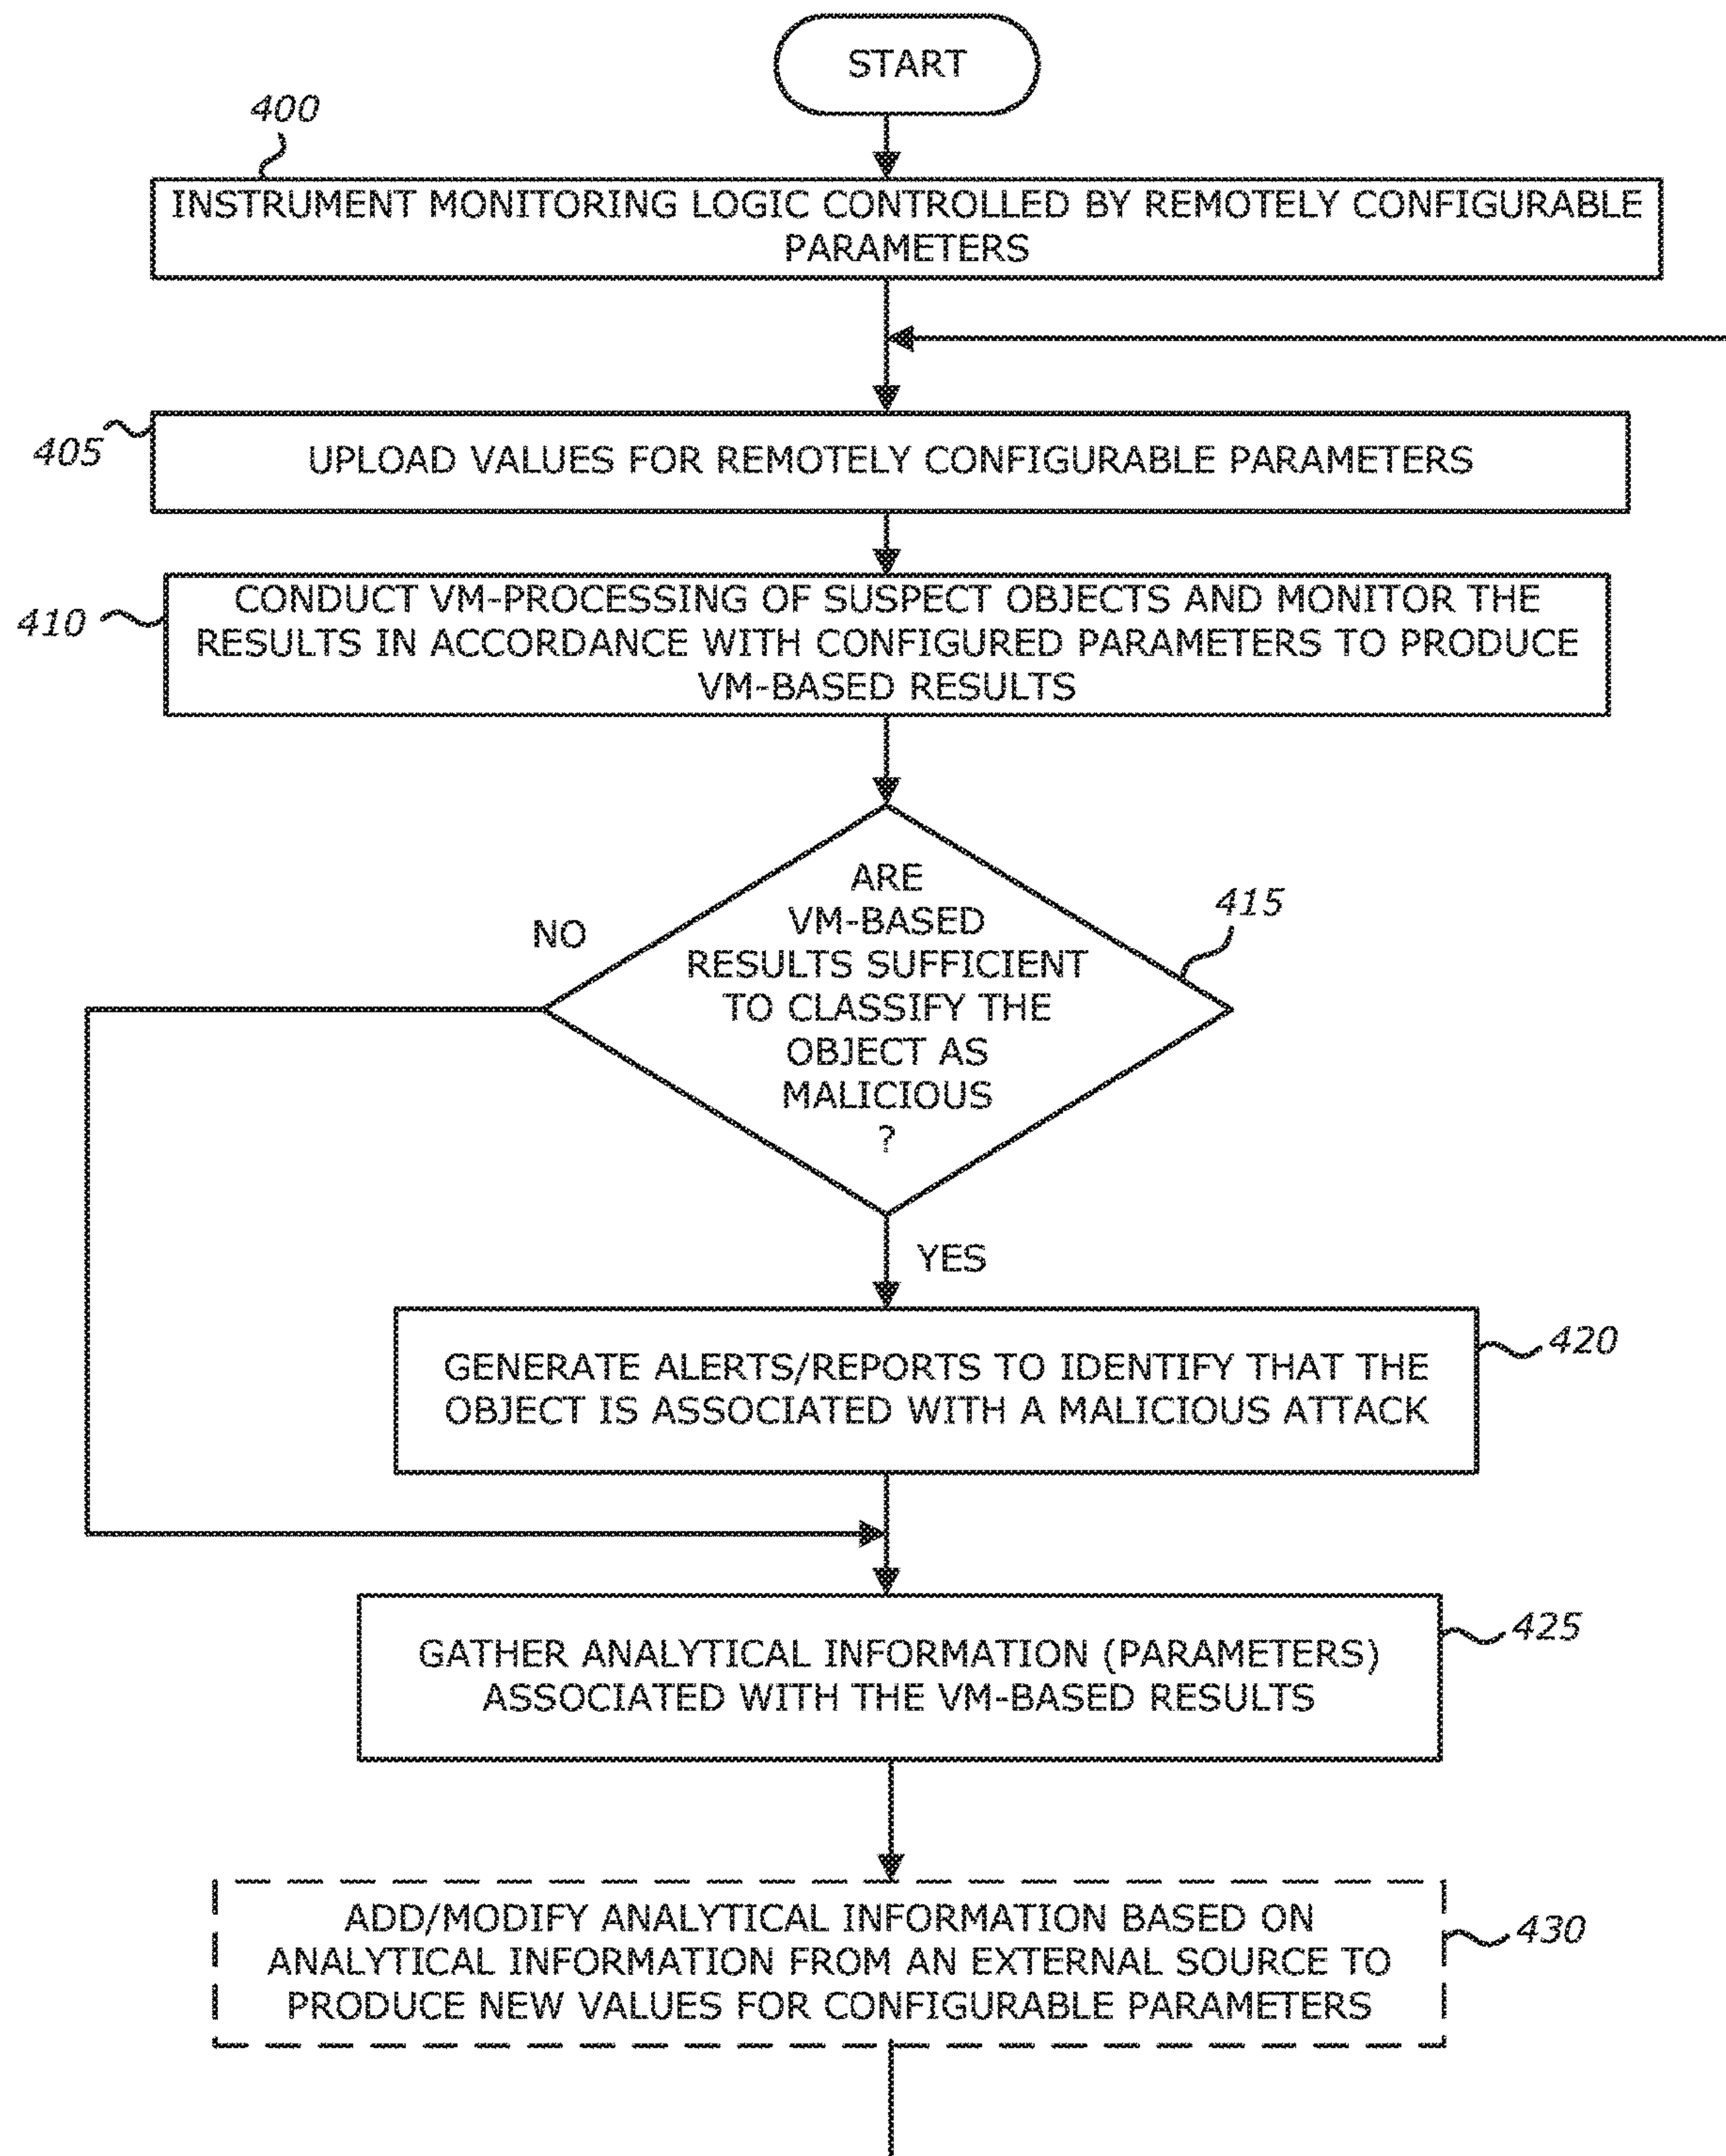 START
400
INSTRUMENT MONITORING LOGIC CONTROLLED BY REMOTELY CONFIGURABLE
PARAMETERS
405
UPLOAD VALUES FOR REMOTELY CONFIGURABLE PARAMETERS
410
CONDUCT VM-PROCESSING OF SUSPECT OBJECTS AND MONITOR THE
RESULTS IN ACCORDANCE WITH CONFIGURED PARAMETERS TO PRODUCE
VM-BASED RESULTS
ARE
VM-BASED
RESULTS SUFFICIENT
TO CLASSIFY THE
OBJECT AS
MALICIOUS
?
415
NO
YES
GENERATE ALERTS/REPORTS TO IDENTIFY THAT THE
OBJECT IS ASSOCIATED WITH A MALICIOUS ATTACK
420
GATHER ANALYTICAL INFORMATION (PARAMETERS)
ASSOCIATED WITH THE VM-BASED RESULTS
425
ADD/MODIFY ANALYTICAL INFORMATION BASED ON
ANALYTICAL INFORMATION FROM AN EXTERNAL SOURCE TO
PRODUCE NEW VALUES FOR CONFIGURABLE PARAMETERS
430